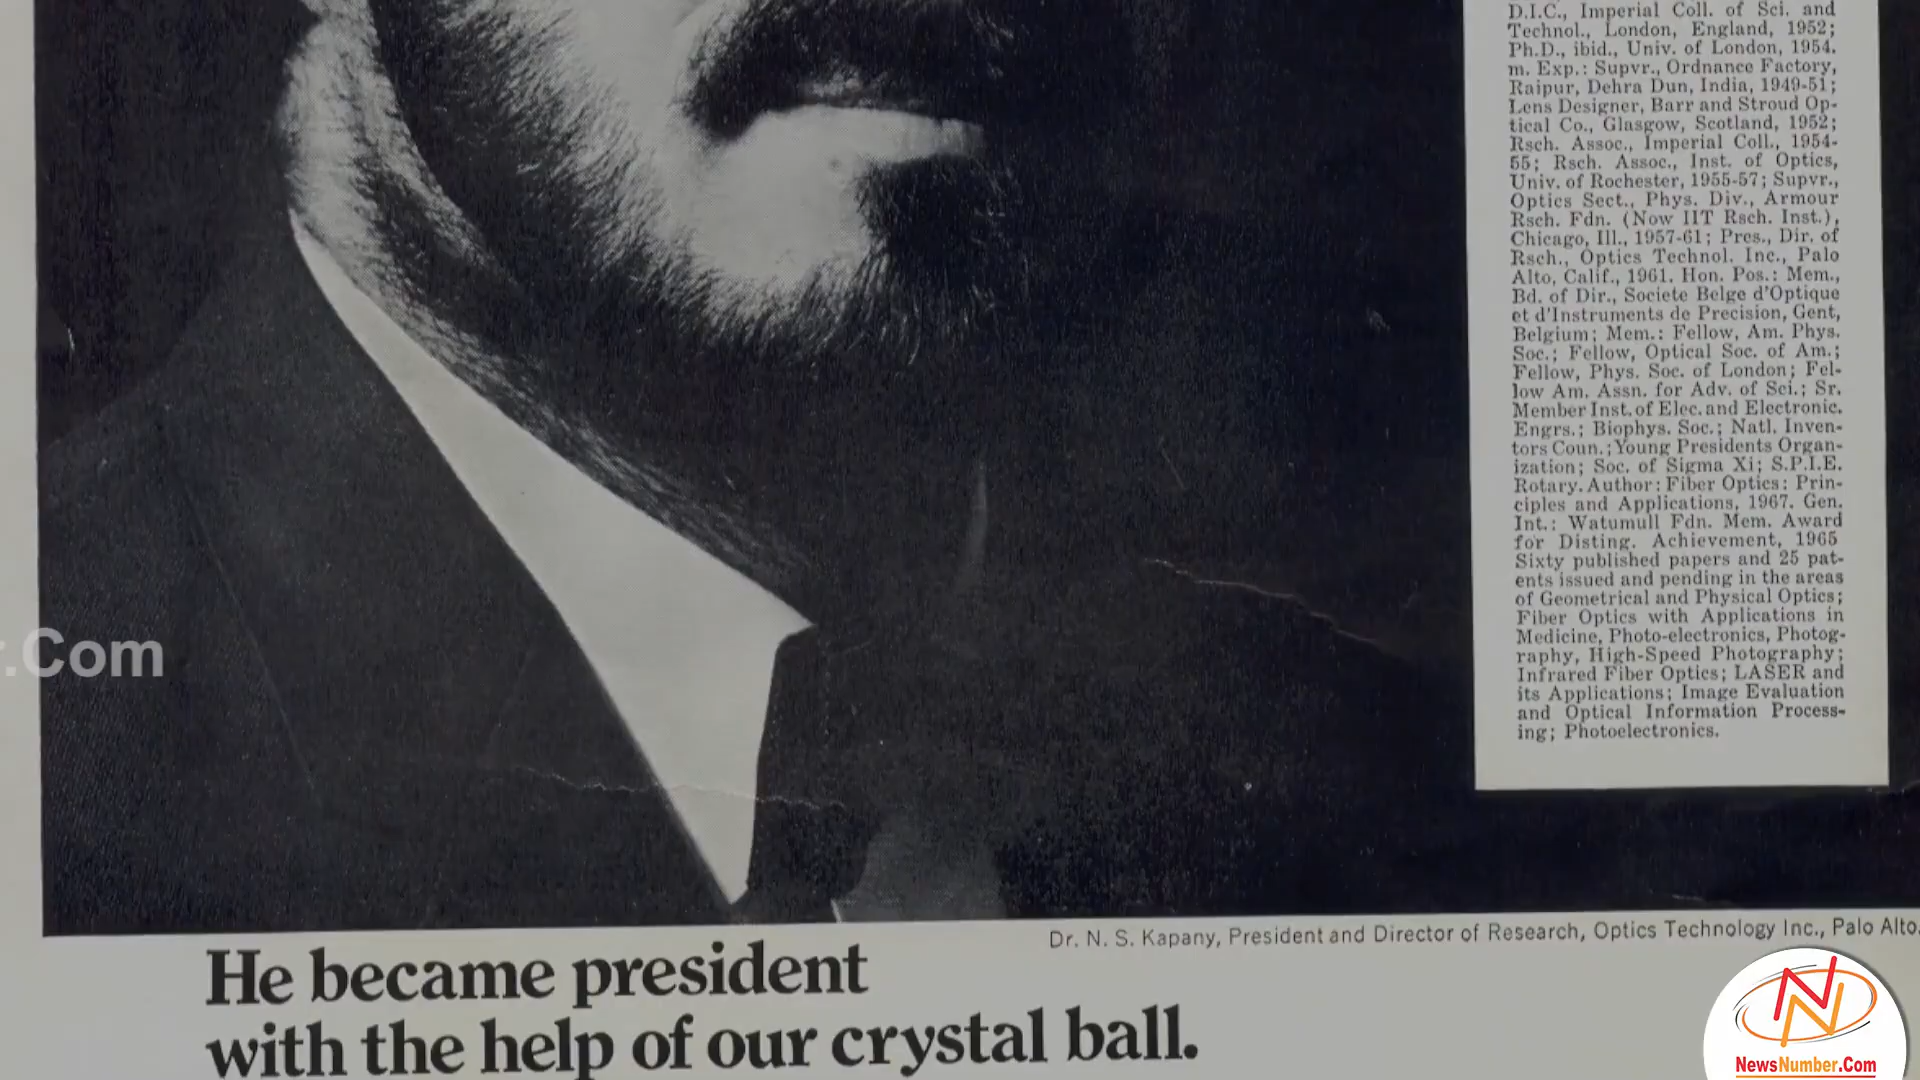 D.I.C., Imperial Coll. of Sci. and
Technol., London, England, 1952;
Ph.D., ibid., Univ. of London, 1954.
m. Exp.: Supvr., Ordnance Factory,
Raipur, Dehra Dun, India, 1949-51;
Lens Designer, Barr and Stroud Op-
tical Co., Glasgow, Scotland, 1952;
Rsch. Assoc., Imperial Coll., 1954-
55; Rsch. Assoc., Inst. of Optics,
Univ. of Rochester, 1955-57; Supvr.,
Optics Sect., Phys. Div., Armour
Rsch. Fdn. (Now IIT Rsch. Inst.),
Chicago, Ill., 1957-61; Pres., Dir. of
Rsch., Optics Technol. Inc., Palo
Alto, Calif., 1961. Hon. Pos.: Mem.,
Bd. of Dir., Societe Belge d'Optique
et d'Instruments de Precision, Gent,
Belgium; Mem.: Fellow, Am. Phys.
Soc.; Fellow, Optical Soc. of Am.;
Fellow, Phys. Soc. of London; Fel-
low Am. Assn. for Adv. of Sci.; Sr.
Member Inst. of Elec. and Electronic.
Engrs.; Biophys. Soc.; Natl. Inven-
tors Coun.; Young Presidents Organ-
ization; Soc. of Sigma Xi; S.P.I.E.
Rotary. Author: Fiber Optics: Prin-
ciples and Applications, 1967. Gen.
Int.: Watumull Fdn. Mem. Award
for Disting. Achievement, 1965
Sixty published papers and 25 pat-
ents issued and pending in the areas
of Geometrical and Physical Optics;
Fiber Optics with Applications in
Medicine, Photo-electronics, Photog-
raphy, High-Speed Photography;
Infrared Fiber Optics; LASER and
its Applications; Image Evaluation
and Optical Information Process-
ing; Photoelectronics.
r.Com
Dr. N. S. Kapany, President and Director of Research, Optics Technology Inc., Palo Alto.
He became president
with the help of our crystal ball.
NewsNumber.Com